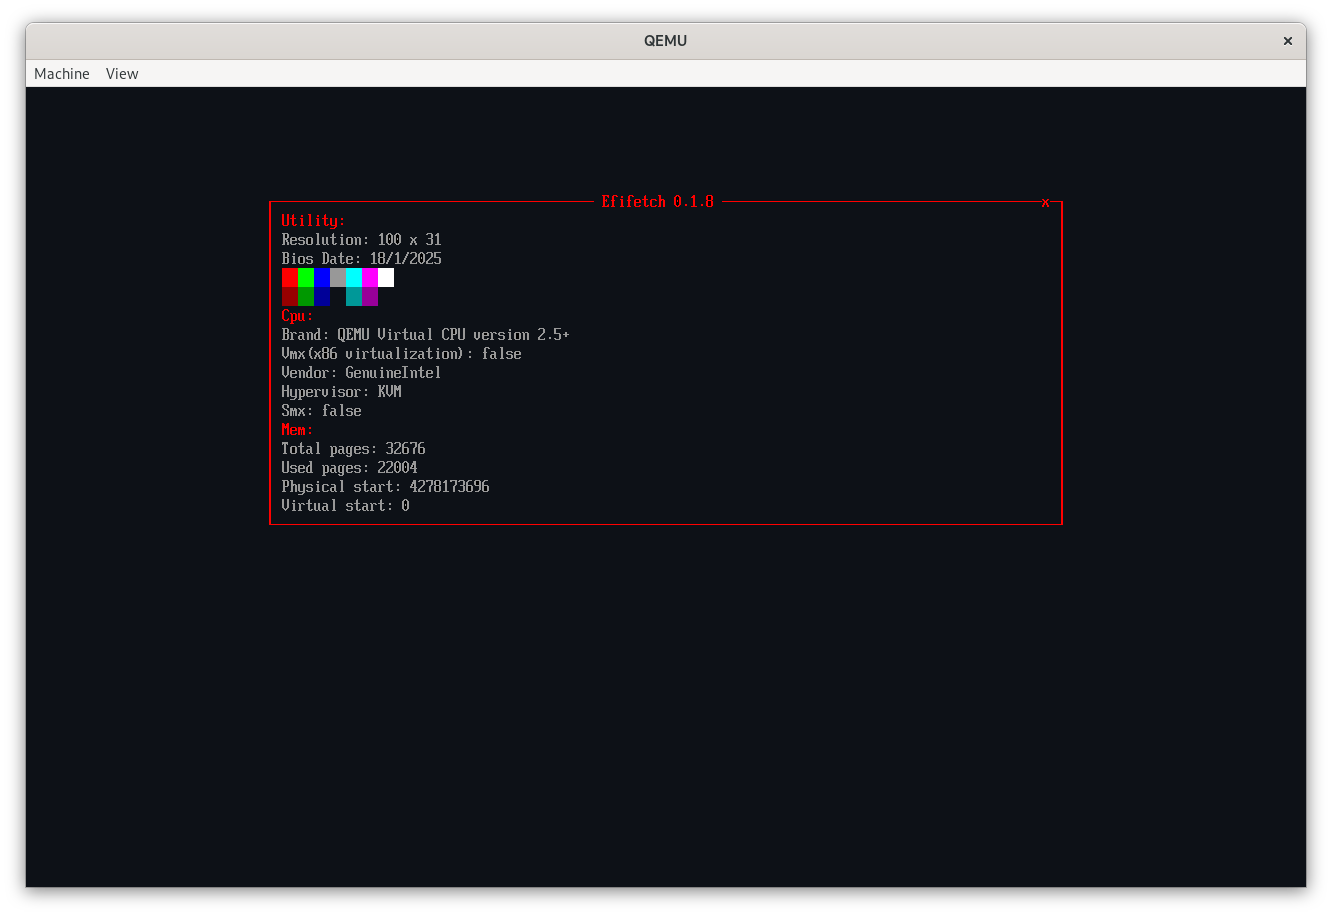 QEMU ×
Machine View
Efifetch 0.1.8 x
Utility:
Resolution: 100 x 31
Bios Date: 18/1/2025
Cpu:
Brand: QEMU Virtual CPU version 2.5+
Vmx(x86 virtualization): false
Vendor: GenuineIntel
Hypervisor: KVM
Smx: false
Mem:
Total pages: 32676
Used pages: 22004
Physical start: 4278173696
Virtual start: 0